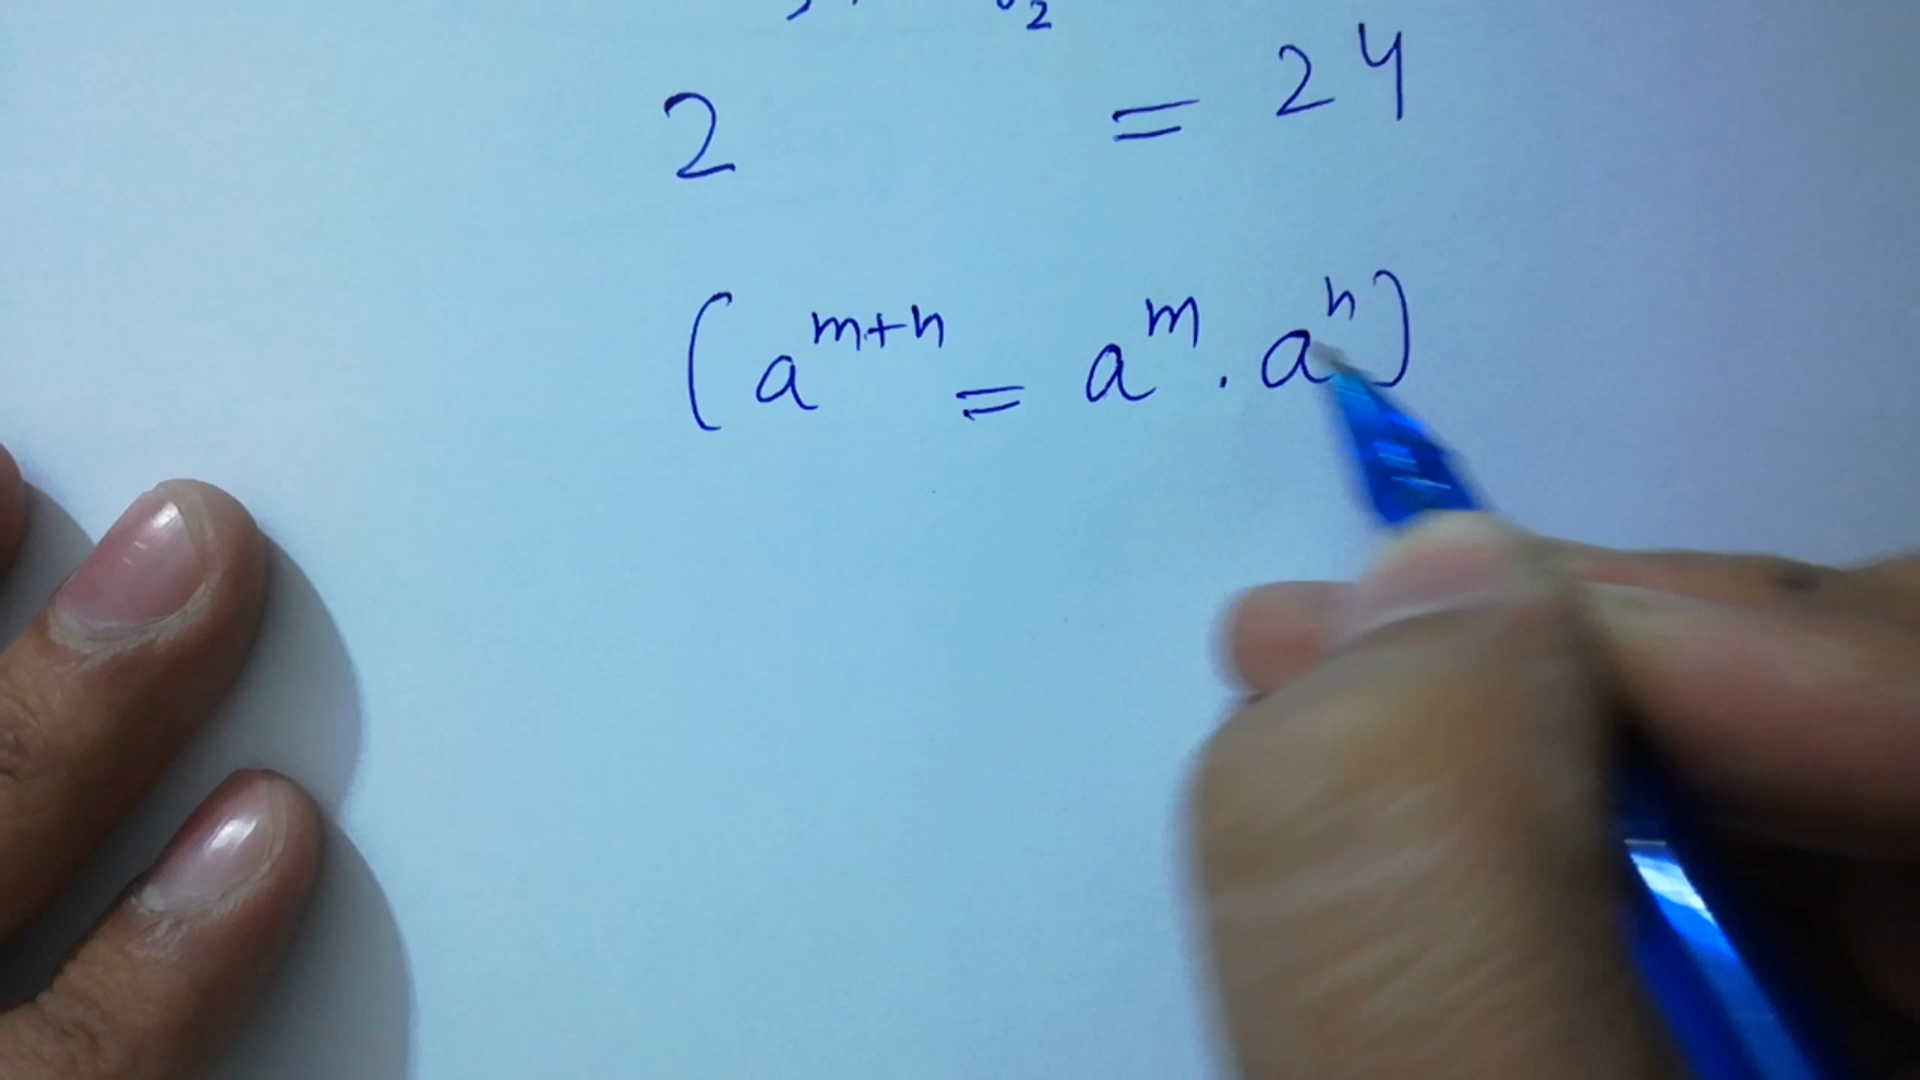 2 = 24
(a^{m+n} = a^m . a^n)